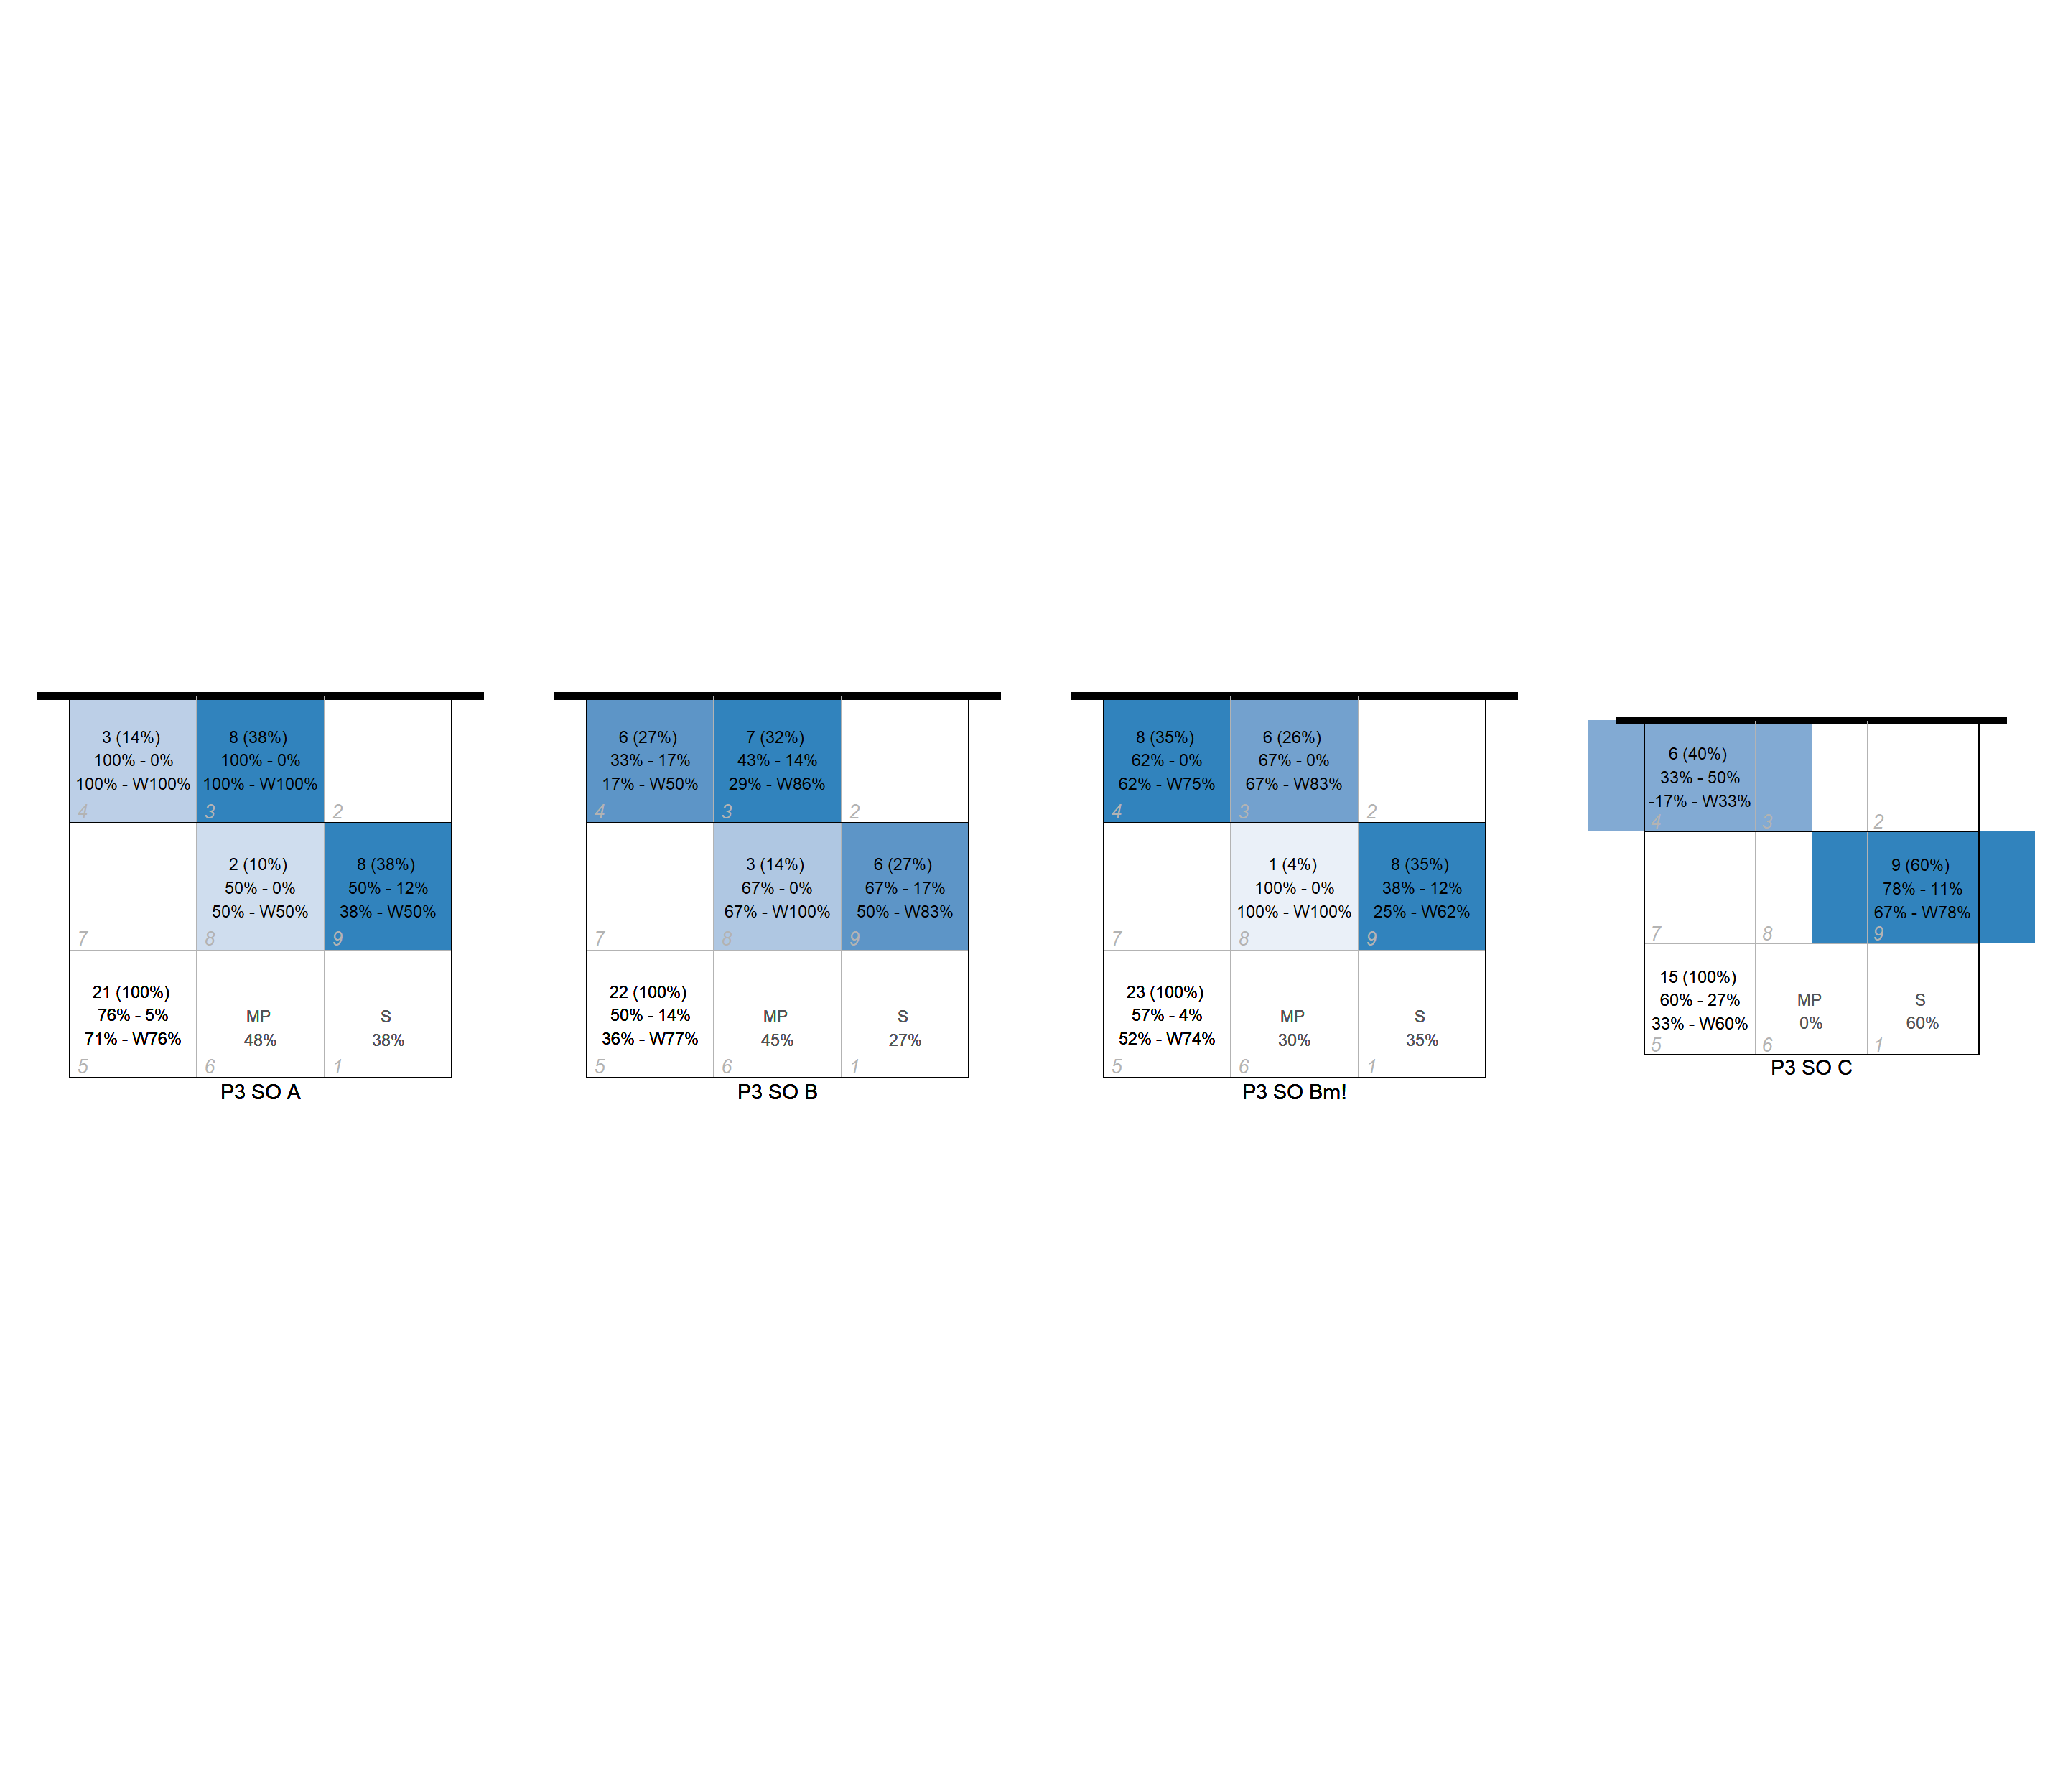 3 (14%)
100% - 0%
100% - W100%
4
8 (38%)
100% - 0%
100% - W100%
3
2
7
2 (10%)
50% - 0%
50% - W50%
8
8 (38%)
50% - 12%
38% - W50%
9
21 (100%)
76% - 5%
71% - W76%
5
MP
48%
6
S
38%
1
P3 SO A
6 (27%)
33% - 17%
17% - W50%
4
7 (32%)
43% - 14%
29% - W86%
3
2
7
3 (14%)
67% - 0%
67% - W100%
8
6 (27%)
67% - 17%
50% - W83%
9
22 (100%)
50% - 14%
36% - W77%
5
MP
45%
6
S
27%
1
P3 SO B
8 (35%)
62% - 0%
62% - W75%
4
6 (26%)
67% - 0%
67% - W83%
3
2
7
1 (4%)
100% - 0%
100% - W100%
8
8 (35%)
38% - 12%
25% - W62%
9
23 (100%)
57% - 4%
52% - W74%
5
MP
30%
6
S
35%
1
P3 SO Bm!
6 (40%)
33% - 50%
-17% - W33%
4
3
2
7
8
9 (60%)
78% - 11%
67% - W78%
9
15 (100%)
60% - 27%
33% - W60%
5
MP
0%
6
S
60%
1
P3 SO C